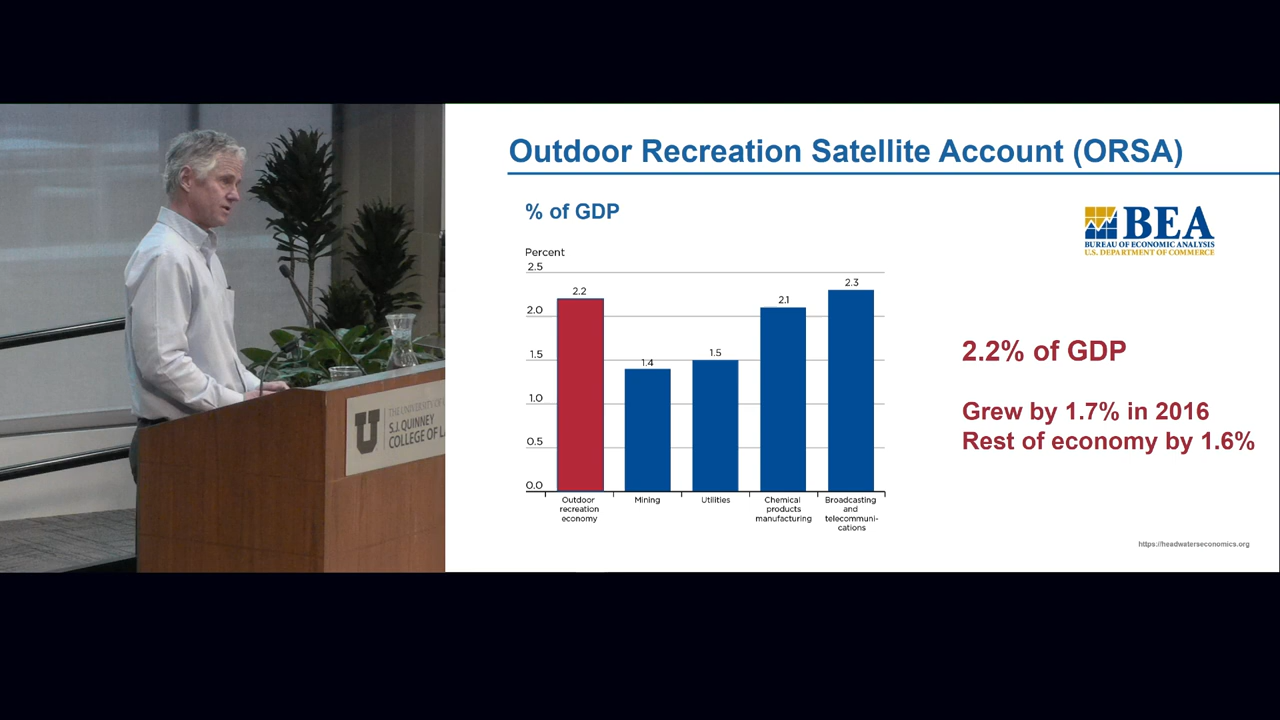 Outdoor Recreation Satellite Account (ORSA)
% of GDP
BEA
BUREAU OF ECONOMIC ANALYSIS
U.S. DEPARTMENT OF COMMERCE
Percent
2.5
2.0
1.5
1.0
0.5
0.0
2.2
1.4
1.5
2.1
2.3
Outdoor
recreation
economy
Mining
Utilities
Chemical
products
manufacturing
Broadcasting
and
telecommuni-
cations
2.2% of GDP
Grew by 1.7% in 2016
Rest of economy by 1.6%
https://headwaterseconomics.org
U
THE UNIVERSITY OF
S.J. QUINNEY
COLLEGE OF